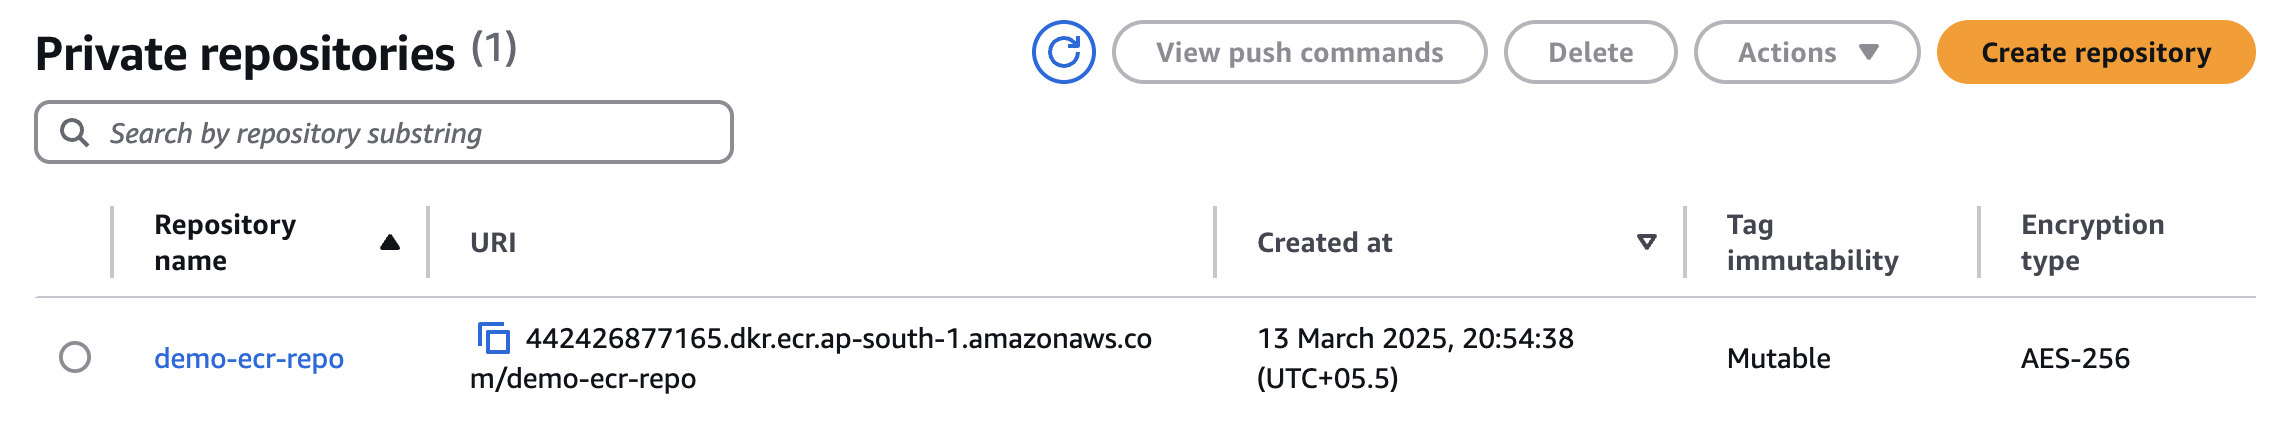 Private repositories (1)
View push commands
Delete
Actions
Create repository
Search by repository substring
Repository
name
URI
Created at
Tag
immutability
Encryption
type
demo-ecr-repo
442426877165.dkr.ecr.ap-south-1.amazonaws.co
m/demo-ecr-repo
13 March 2025, 20:54:38
(UTC+05.5)
Mutable
AES-256